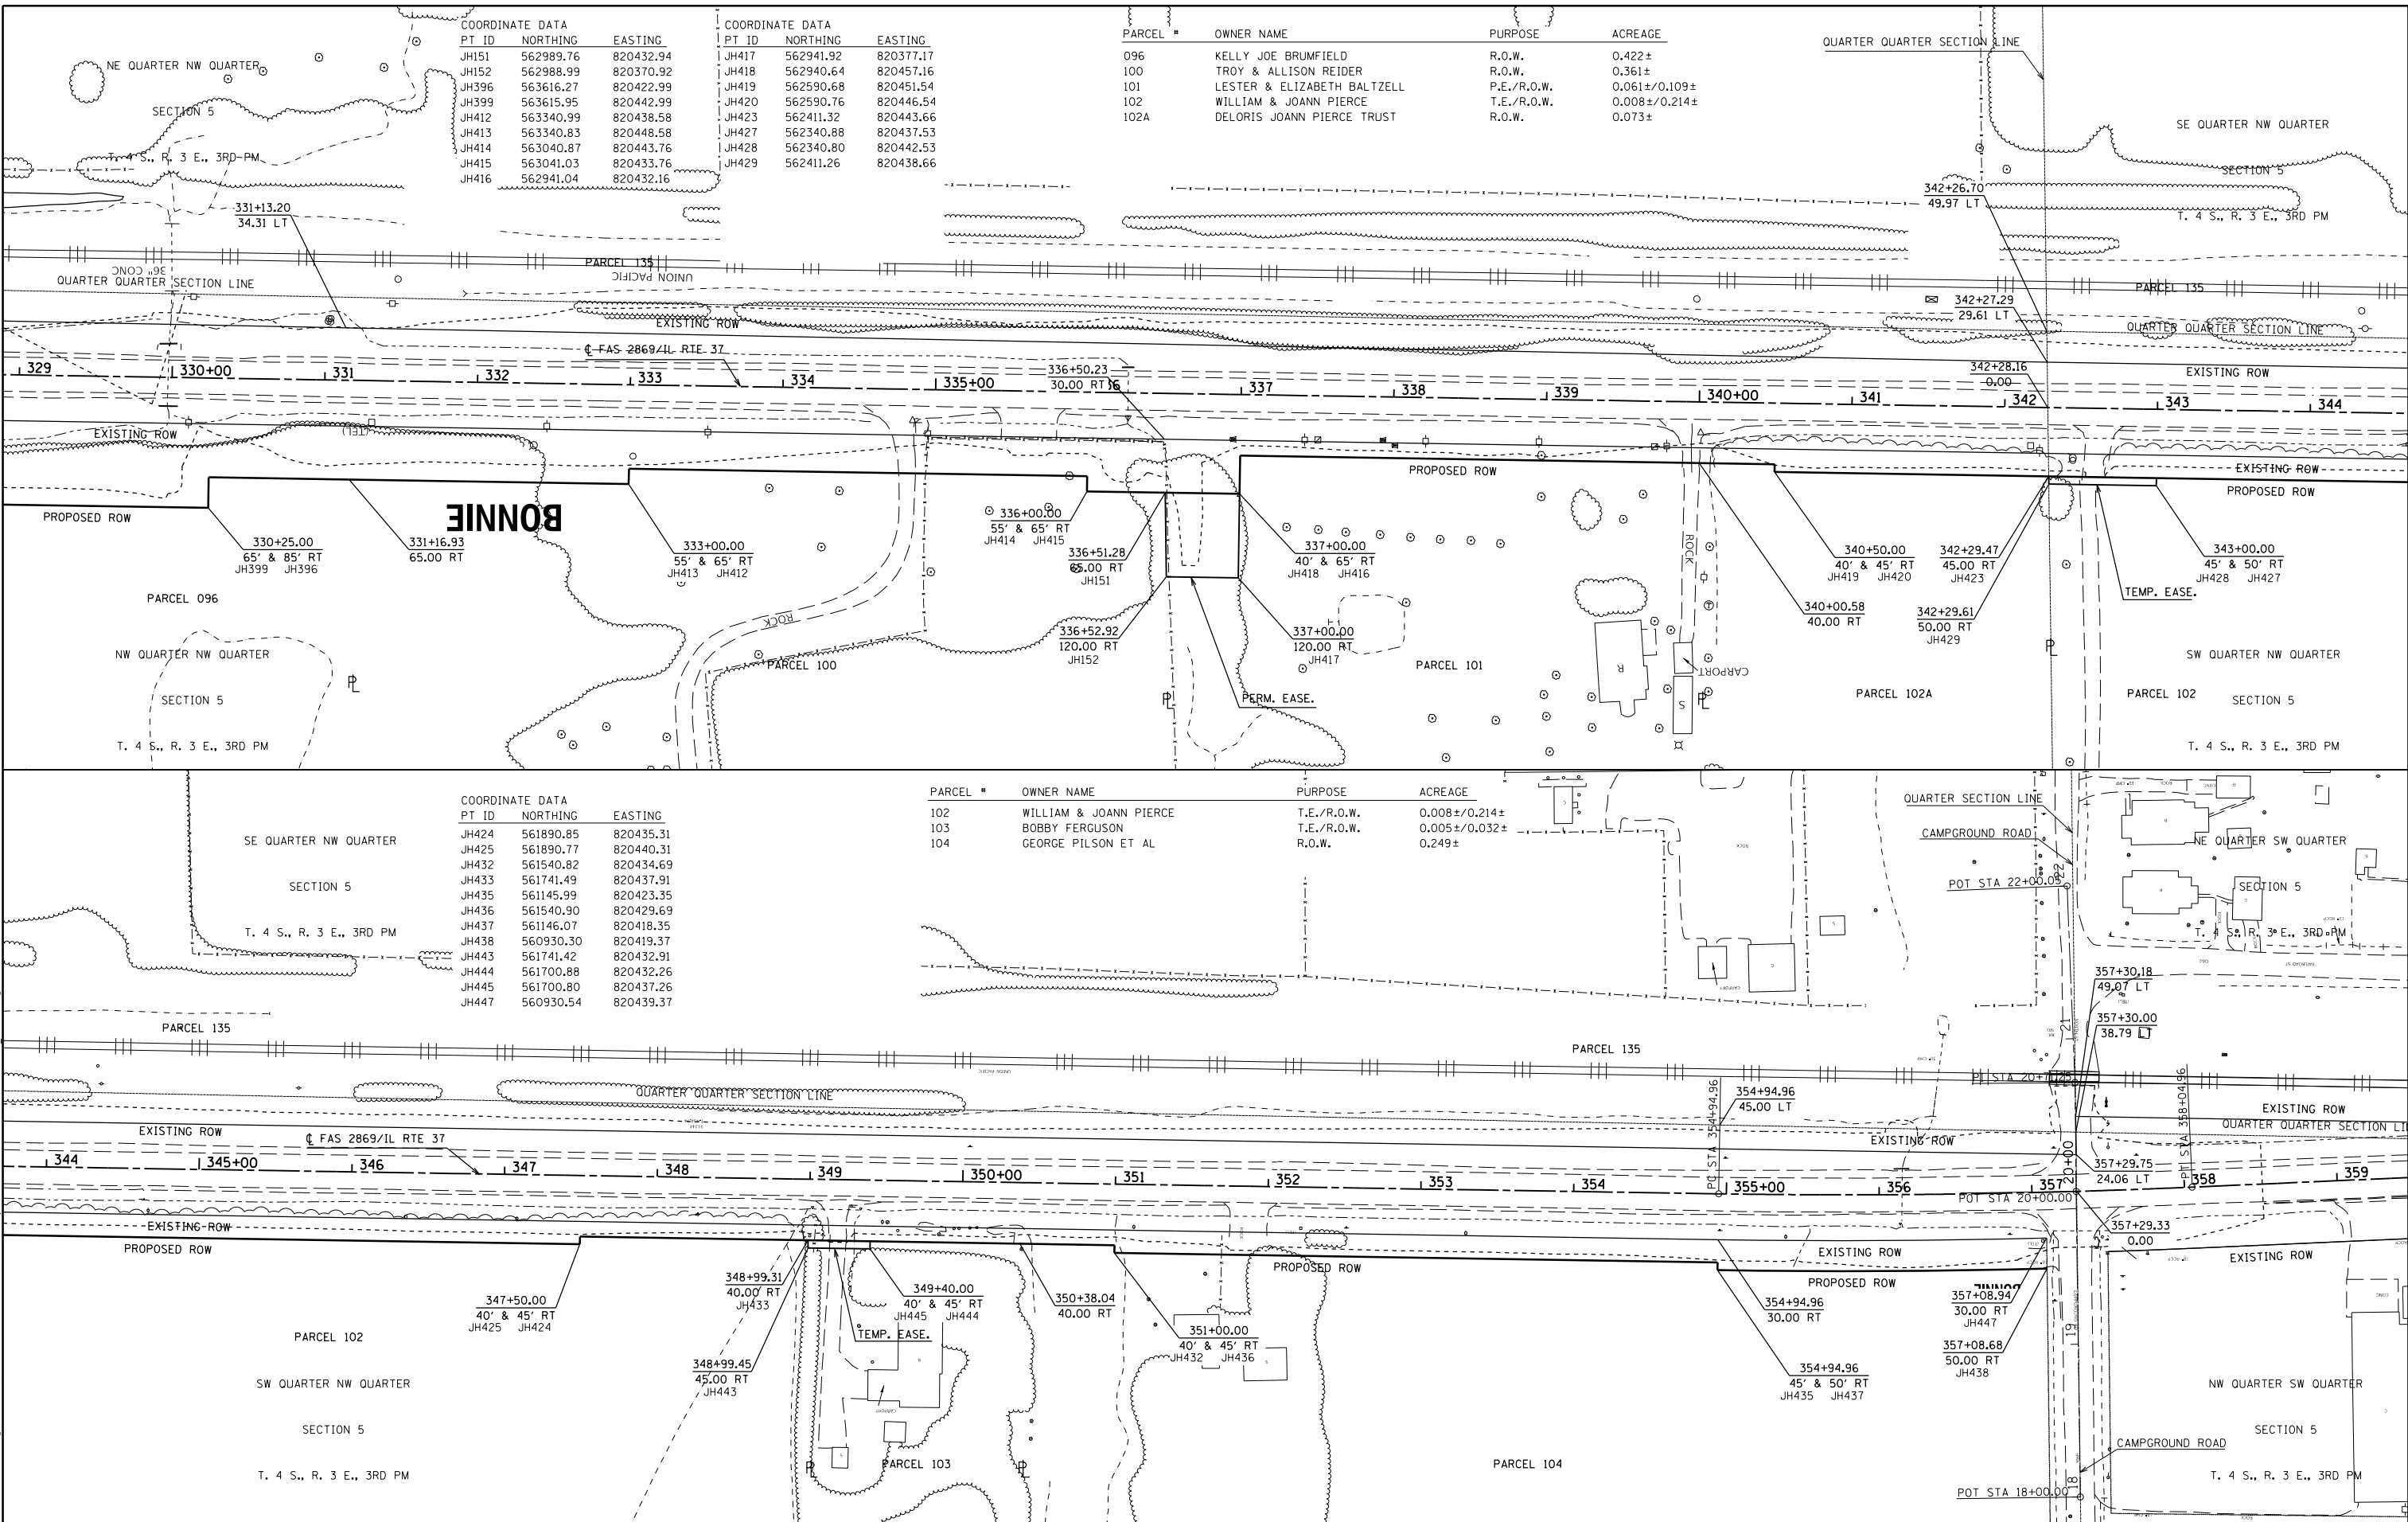 COORDINATE DATA
PT ID NORTHING EASTING
JH151 562989.76 820432.94
JH152 562988.99 820370.92
JH396 563616.27 820422.99
JH399 563615.95 820442.99
JH412 563340.99 820438.58
JH413 563340.83 820448.58
JH414 563040.87 820443.76
JH415 563041.03 820433.76
JH416 562941.04 820432.16
COORDINATE DATA
PT ID NORTHING EASTING
JH417 562941.92 820377.17
JH418 562940.64 820457.16
JH419 562590.68 820451.54
JH420 562590.76 820446.54
JH423 562411.32 820443.66
JH427 562340.88 820437.53
JH428 562340.80 820442.53
JH429 562411.26 820438.66
PARCEL # OWNER NAME PURPOSE ACREAGE
096 KELLY JOE BRUMFIELD R.O.W. 0.422±
100 TROY & ALLISON REIDER R.O.W. 0.361±
101 LESTER & ELIZABETH BALTZELL P.E./R.O.W. 0.061±/0.109±
102 WILLIAM & JOANN PIERCE T.E./R.O.W. 0.008±/0.214±
102A DELORIS JOANN PIERCE TRUST R.O.W. 0.073±
QUARTER QUARTER SECTION LINE
NE QUARTER NW QUARTER
SECTION 5
T. 4 S., R. 3 E., 3RD PM
SE QUARTER NW QUARTER
SECTION 5
T. 4 S., R. 3 E., 3RD PM
331+13.20
34.31 LT
342+26.70
49.97 LT
PARCEL 135
UNION PACIFIC
36" CONC
QUARTER QUARTER SECTION LINE
PARCEL 135
342+27.29
29.61 LT
QUARTER QUARTER SECTION LINE
EXISTING ROW
℄ FAS 2869/IL RTE 37
336+50.23
30.00 RT
342+28.16
0.00
EXISTING ROW
329 330+00 331 332 333 334 335+00 36 337 338 339 340+00 341 342 343 344
EXISTING ROW
(TEL)
PROPOSED ROW
EXISTING ROW
PROPOSED ROW
PROPOSED ROW
BONNIE
330+25.00
65' & 85' RT
JH399 JH396
331+16.93
65.00 RT
333+00.00
55' & 65' RT
JH413 JH412
336+00.00
55' & 65' RT
JH414 JH415
336+51.28
65.00 RT
JH151
337+00.00
40' & 65' RT
JH418 JH416
ROCK
340+50.00
40' & 45' RT
JH419 JH420
342+29.47
45.00 RT
JH423
343+00.00
45' & 50' RT
JH428 JH427
TEMP. EASE.
340+00.58
40.00 RT
342+29.61
50.00 RT
JH429
336+52.92
120.00 RT
JH152
337+00.00
120.00 RT
JH417
PARCEL 096
ROCK
NW QUARTER NW QUARTER
SECTION 5
T. 4 S., R. 3 E., 3RD PM
PARCEL 100
PERM. EASE.
PARCEL 101
R
CARPORT
S
PARCEL 102A
PARCEL 102
SW QUARTER NW QUARTER
SECTION 5
T. 4 S., R. 3 E., 3RD PM
COORDINATE DATA
PT ID NORTHING EASTING
JH424 561890.85 820435.31
JH425 561890.77 820440.31
JH432 561540.82 820434.69
JH433 561741.49 820437.91
JH435 561145.99 820423.35
JH436 561540.90 820429.69
JH437 561146.07 820418.35
JH438 560930.30 820419.37
JH443 561741.42 820432.91
JH444 561700.88 820432.26
JH445 561700.80 820437.26
JH447 560930.54 820439.37
PARCEL # OWNER NAME PURPOSE ACREAGE
102 WILLIAM & JOANN PIERCE T.E./R.O.W. 0.008±/0.214±
103 BOBBY FERGUSON T.E./R.O.W. 0.005±/0.032±
104 GEORGE PILSON ET AL R.O.W. 0.249±
SE QUARTER NW QUARTER
SECTION 5
T. 4 S., R. 3 E., 3RD PM
QUARTER SECTION LINE
CAMPGROUND ROAD
POT STA 22+00.05
22
NE QUARTER SW QUARTER
SECTION 5
T. 4 S., R. 3 E., 3RD PM
357+30.18
49.07 LT
357+30.00
38.79 LT
21
PARCEL 135
PARCEL 135
QUARTER QUARTER SECTION LINE
PC STA 354+94.96
354+94.96
45.00 LT
PT STA 358+04.96
EXISTING ROW
QUARTER QUARTER SECTION LI
EXISTING ROW
℄ FAS 2869/IL RTE 37
EXISTING ROW
344 345+00 346 347 348 349 350+00 351 352 353 354 355+00 356 357 358 359
20+00
357+29.75
24.06 LT
POT STA 20+00.00
357+29.33
0.00
EXISTING ROW
PROPOSED ROW
PROPOSED ROW
EXISTING ROW
PROPOSED ROW
EXISTING ROW
BONNIE
347+50.00
40' & 45' RT
JH425 JH424
348+99.31
40.00 RT
JH433
349+40.00
40' & 45' RT
JH445 JH444
350+38.04
40.00 RT
351+00.00
40' & 45' RT
JH432 JH436
354+94.96
30.00 RT
357+08.94
30.00 RT
JH447
357+08.68
50.00 RT
JH438
19
TEMP. EASE.
348+99.45
45.00 RT
JH443
354+94.96
45' & 50' RT
JH435 JH437
PARCEL 102
SW QUARTER NW QUARTER
SECTION 5
T. 4 S., R. 3 E., 3RD PM
PARCEL 103
PARCEL 104
CAMPGROUND ROAD
18
POT STA 18+00.00
NW QUARTER SW QUARTER
SECTION 5
T. 4 S., R. 3 E., 3RD PM